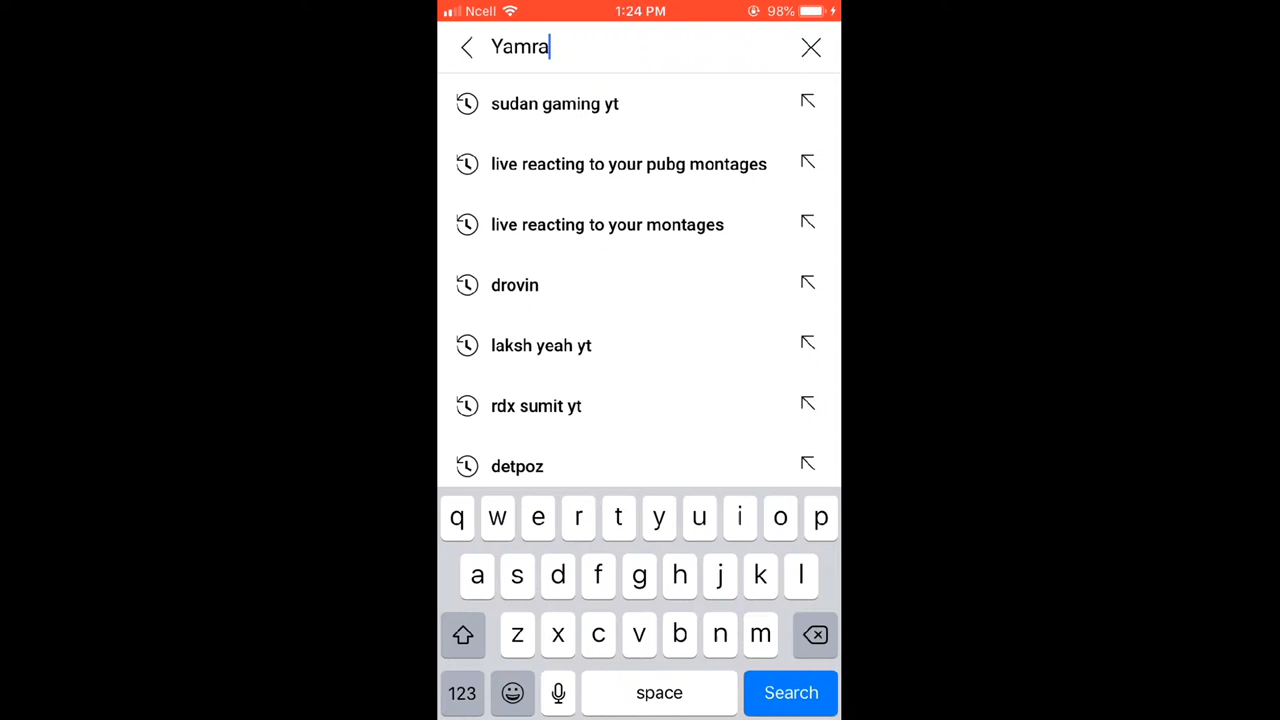 Ncell 1:24 PM 98%
Yamra
sudan gaming yt
live reacting to your pubg montages
live reacting to your montages
drovin
laksh yeah yt
rdx sumit yt
detpoz
q w e r t y u i o p
a s d f g h j k l
z x c v b n m
123 space Search